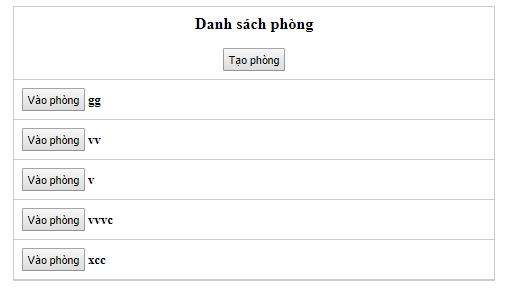 Danh sách phòng
Tạo phòng
Vào phòng gg
Vào phòng vv
Vào phòng v
Vào phòng vvvc
Vào phòng xcc